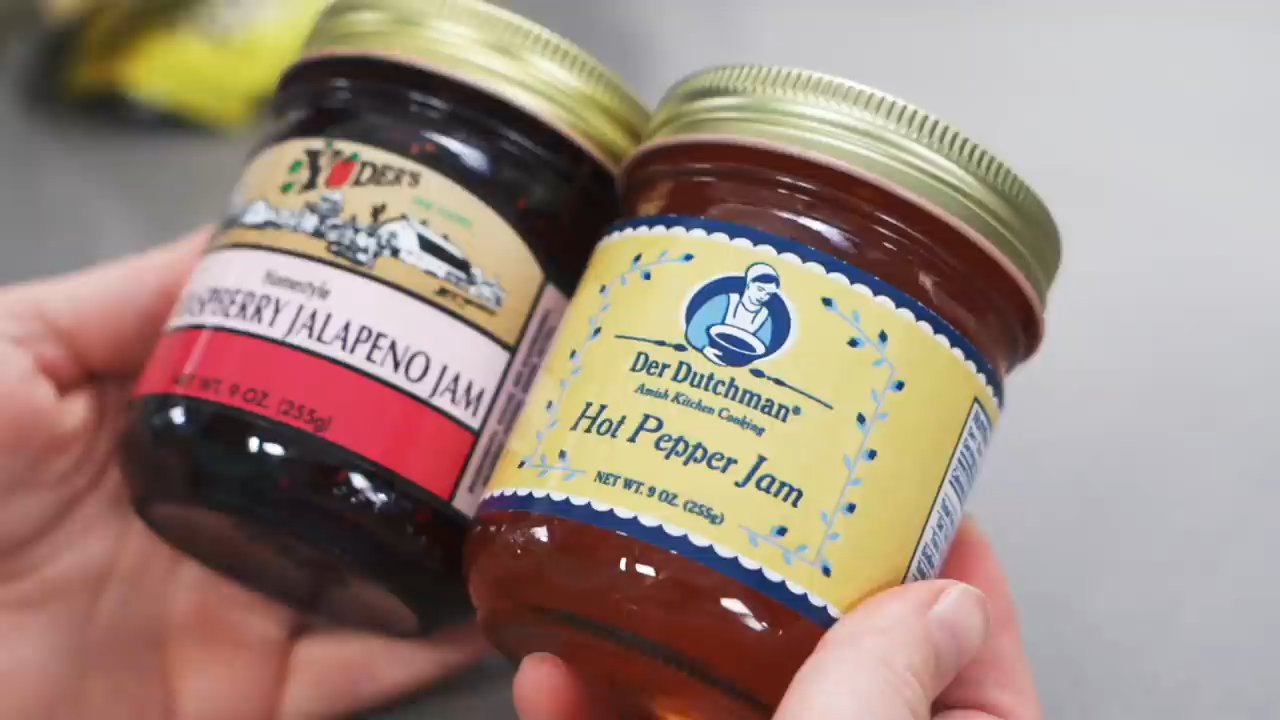 YODER'S
Homestyle
RASPBERRY JALAPENO JAM
NET WT. 9 OZ. (255g)
Der Dutchman®
Amish Kitchen Cooking
Hot Pepper Jam
NET WT. 9 OZ. (255g)